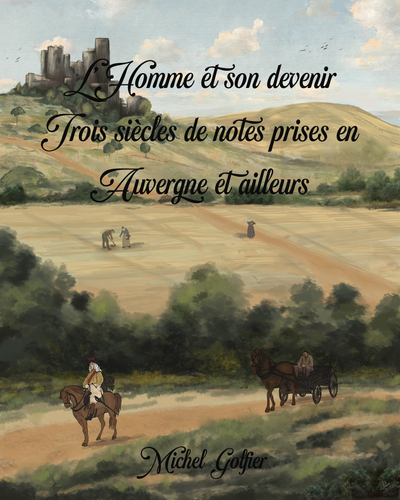 L'Homme et son devenir
Trois siècles de notes prises en
Auvergne et ailleurs
Michel Golfier